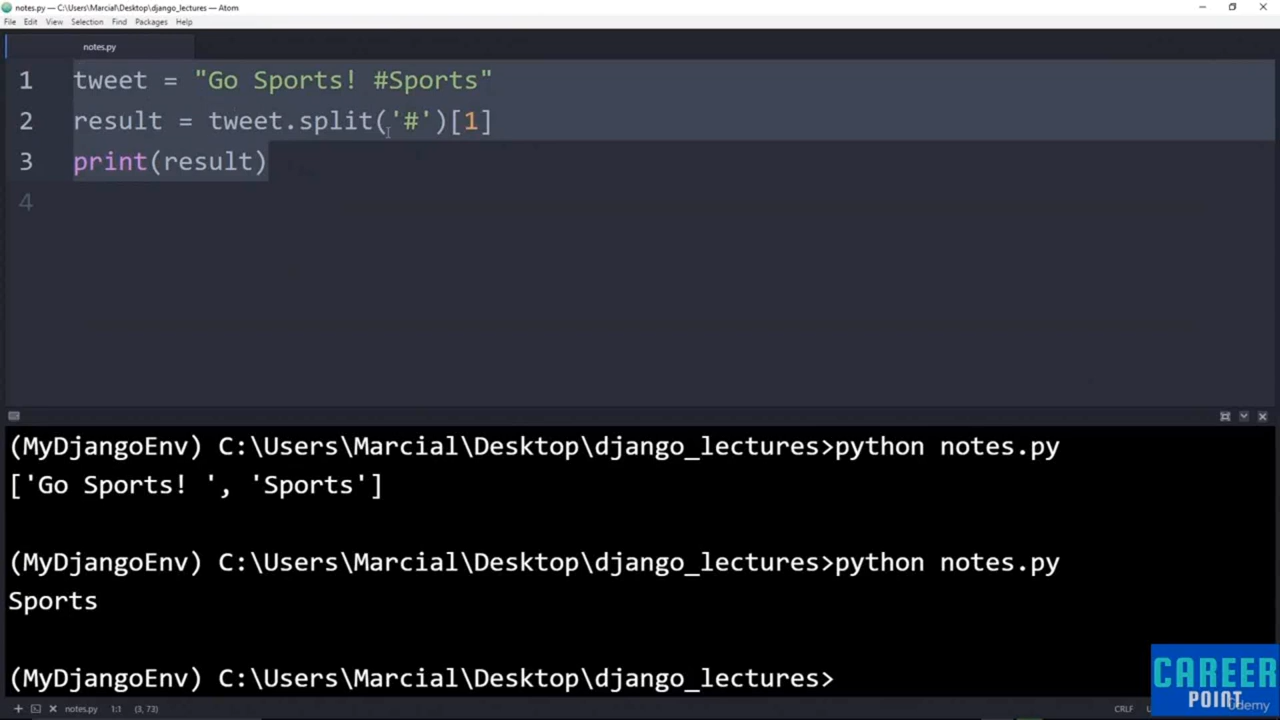 notes.py — C:\Users\Marcial\Desktop\django_lectures — Atom
File Edit View Selection Find Packages Help
notes.py
1 tweet = "Go Sports! #Sports"
2 result = tweet.split('#')[1]
3 print(result)
4
(MyDjangoEnv) C:\Users\Marcial\Desktop\django_lectures>python notes.py
['Go Sports! ', 'Sports']
(MyDjangoEnv) C:\Users\Marcial\Desktop\django_lectures>python notes.py
Sports
(MyDjangoEnv) C:\Users\Marcial\Desktop\django_lectures>
CAREER
POINT
Udemy
notes.py 1:1 (3, 73) CRLF